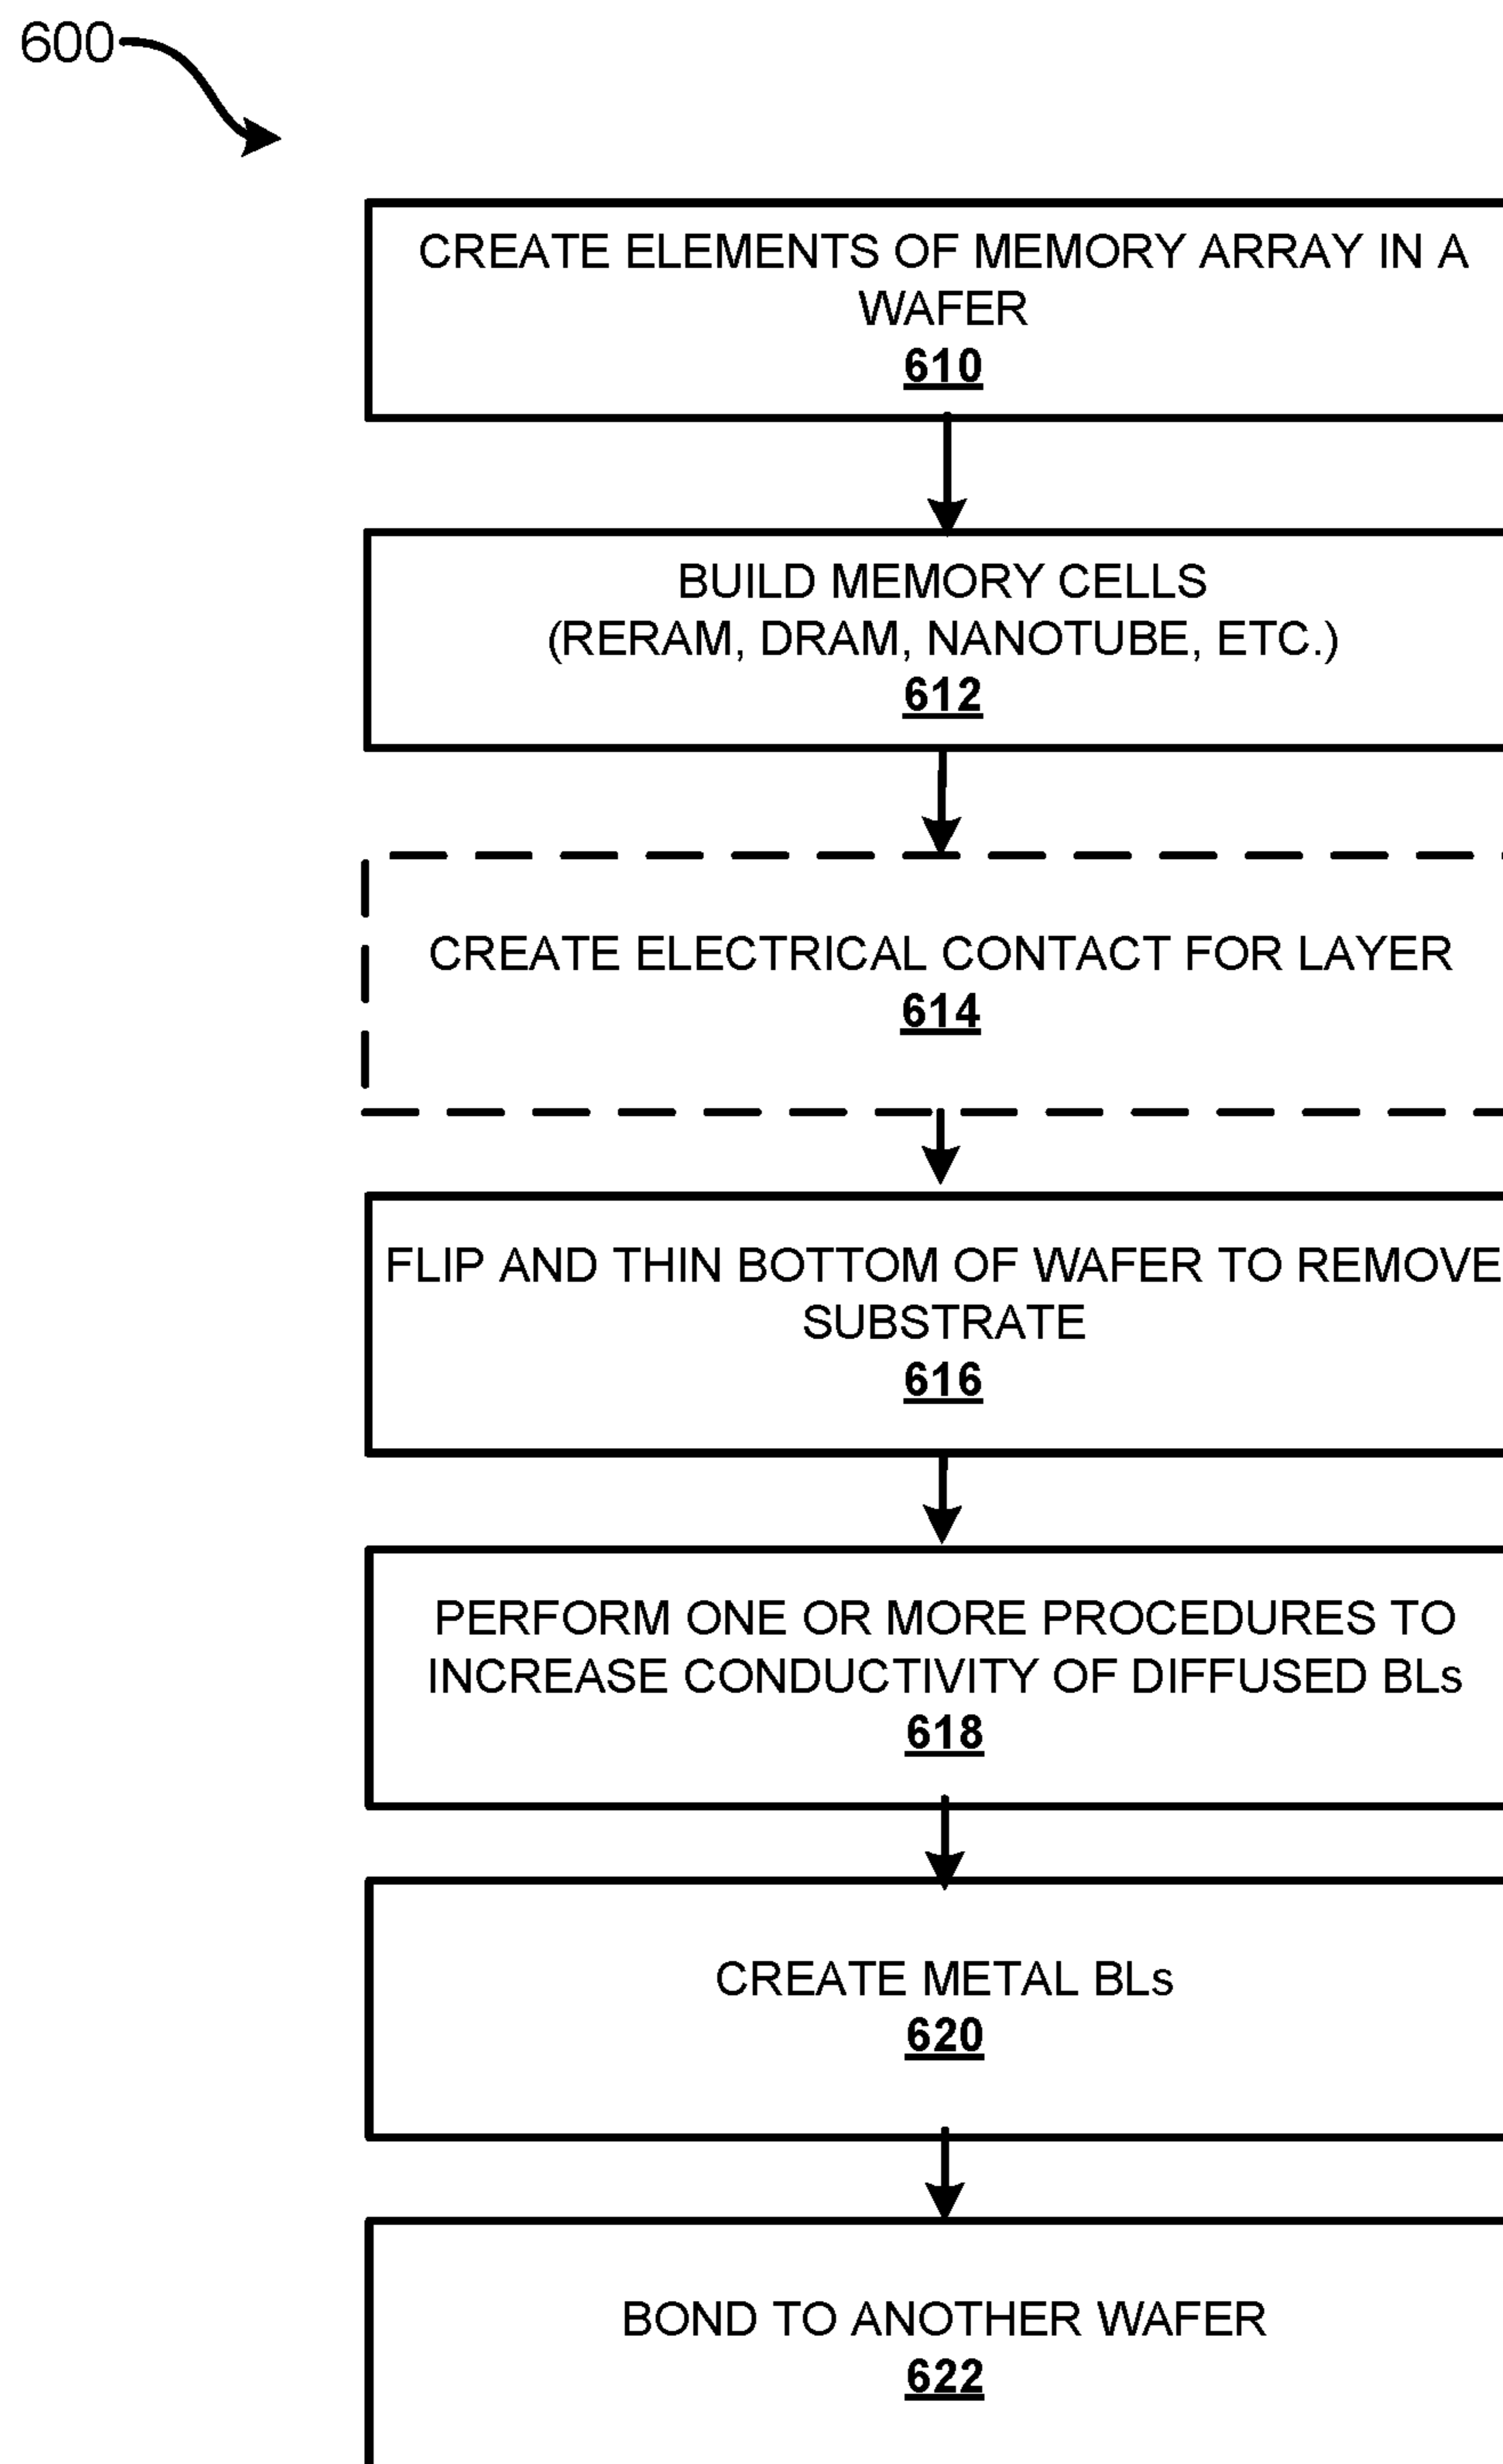 600
CREATE ELEMENTS OF MEMORY ARRAY IN A
WAFER
610
BUILD MEMORY CELLS
(RERAM, DRAM, NANOTUBE, ETC.)
612
CREATE ELECTRICAL CONTACT FOR LAYER
614
FLIP AND THIN BOTTOM OF WAFER TO REMOVE
SUBSTRATE
616
PERFORM ONE OR MORE PROCEDURES TO
INCREASE CONDUCTIVITY OF DIFFUSED BLs
618
CREATE METAL BLs
620
BOND TO ANOTHER WAFER
622